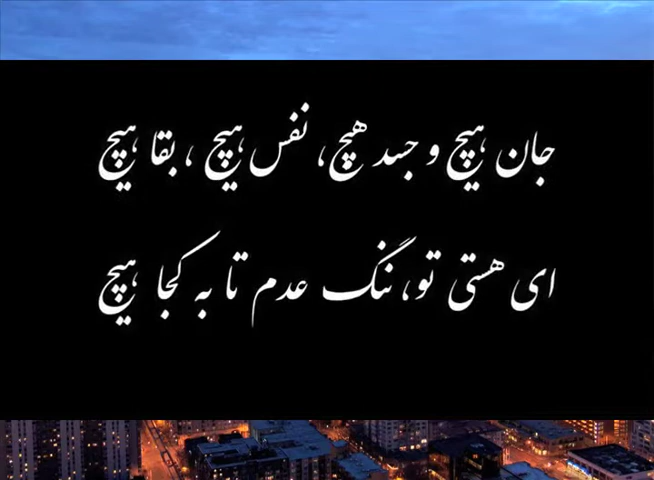 جان هیچ و جسد هیچ، نفس هیچ ، بقا هیچ
ای هستی تو، ننگ عدم تا به کجا هیچ